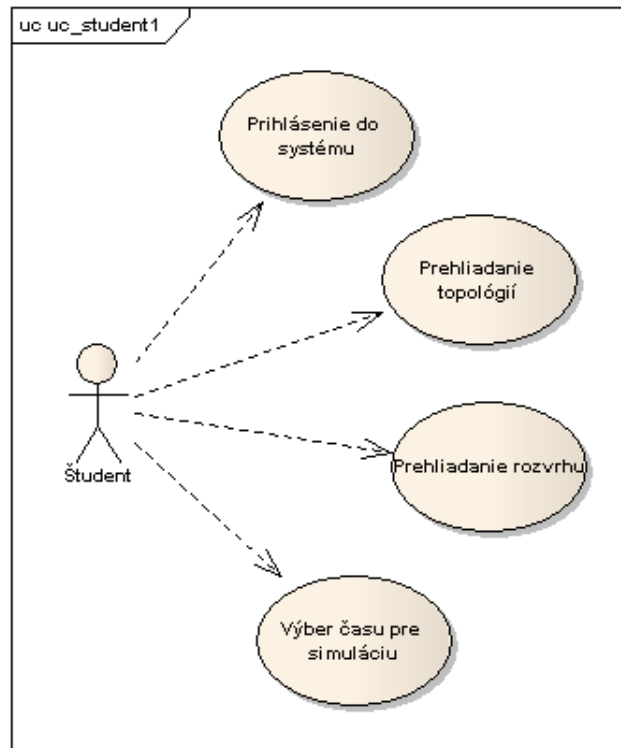 uc uc_student1
Prihlásenie do
systému
Prehliadanie
topológií
Študent
Prehliadanie rozvrhu
Výber času pre
simuláciu